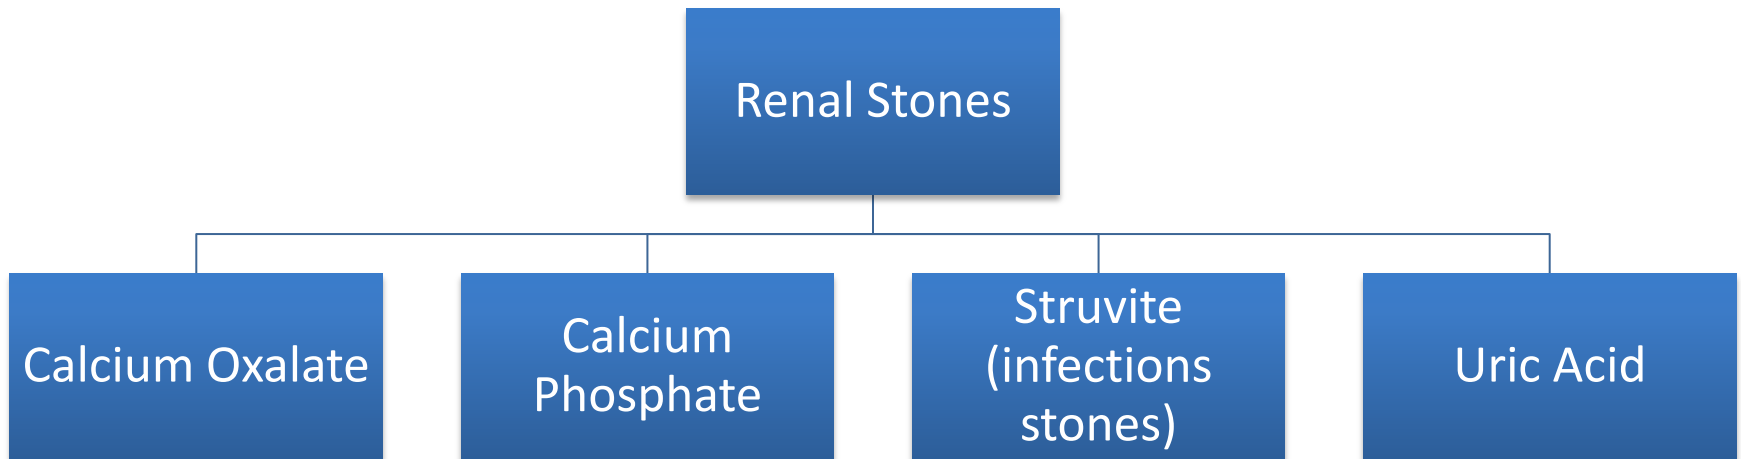 Renal Stones
Calcium Oxalate
Calcium
Phosphate
Struvite
(infections
stones)
Uric Acid